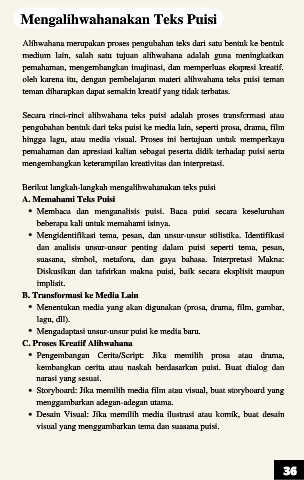 Mengalihwahanakan Teks Puisi
Alihwahana merupakan proses pengubahan teks dari satu bentuk ke bentuk
medium lain, salah satu tujuan alihwahana adalah guna meningkatkan
pemahaman, mengembangkan imajinasi, dan memperluas ekspresi kreatif.
oleh karena itu, dengan pembelajaran materi alihwahana teks puisi teman
teman diharapkan dapat semakin kreatif yang tidak terbatas.
Secara rinci-rinci alihwahana teks puisi adalah proses transformasi atau
pengubahan bentuk dari teks puisi ke media lain, seperti prosa, drama, film
hingga lagu, atau media visual. Proses ini bertujuan untuk memperkaya
pemahaman dan apresiasi kalian sebagai peserta didik terhadap puisi serta
mengembangkan keterampilan kreativitas dan interpretasi.
Berikut langkah-langkah mengalihwahanakan teks puisi
A. Memahami Teks Puisi
• Membaca dan menganalisis puisi. Baca puisi secara keseluruhan
beberapa kali untuk memahami isinya.
• Mengidentifikasi tema, pesan, dan unsur-unsur stilistika. Identifikasi
dan analisis unsur-unsur penting dalam puisi seperti tema, pesan,
suasana, simbol, metafora, dan gaya bahasa. Interpretasi Makna:
Diskusikan dan tafsirkan makna puisi, baik secara eksplisit maupun
implisit.
B. Transformasi ke Media Lain
• Menentukan media yang akan digunakan (prosa, drama, film, gambar,
lagu, dll).
• Mengadaptasi unsur-unsur puisi ke media baru.
C. Proses Kreatif Alihwahana
• Pengembangan Cerita/Script: Jika memilih prosa atau drama,
kembangkan cerita atau naskah berdasarkan puisi. Buat dialog dan
narasi yang sesuai.
• Storyboard: Jika memilih media film atau visual, buat storyboard yang
menggambarkan adegan-adegan utama.
• Desain Visual: Jika memilih media ilustrasi atau komik, buat desain
visual yang menggambarkan tema dan suasana puisi.
36